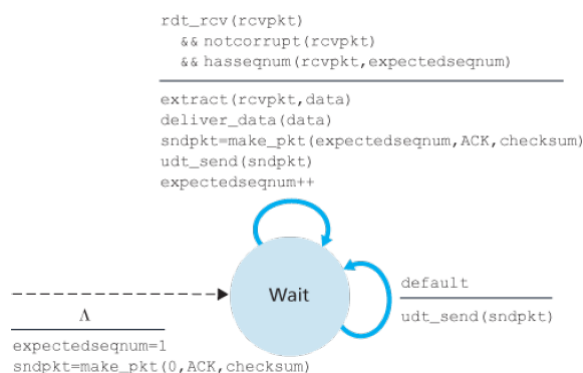 rdt_rcv(rcvpkt)
&& notcorrupt(rcvpkt)
&& hasseqnum(rcvpkt,expectedseqnum)
extract(rcvpkt,data)
deliver_data(data)
sndpkt=make_pkt(expectedseqnum,ACK,checksum)
udt_send(sndpkt)
expectedseqnum++
Wait
default
udt_send(sndpkt)
Λ
expectedseqnum=1
sndpkt=make_pkt(0,ACK,checksum)